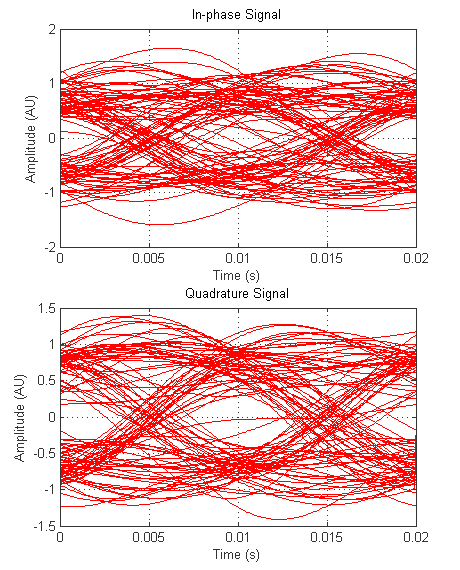 In-phase Signal
2
1
0
-1
-2
Amplitude (AU)
0 0.005 0.01 0.015 0.02
Time (s)
Quadrature Signal
1.5
1
0.5
0
-0.5
-1
-1.5
Amplitude (AU)
0 0.005 0.01 0.015 0.02
Time (s)